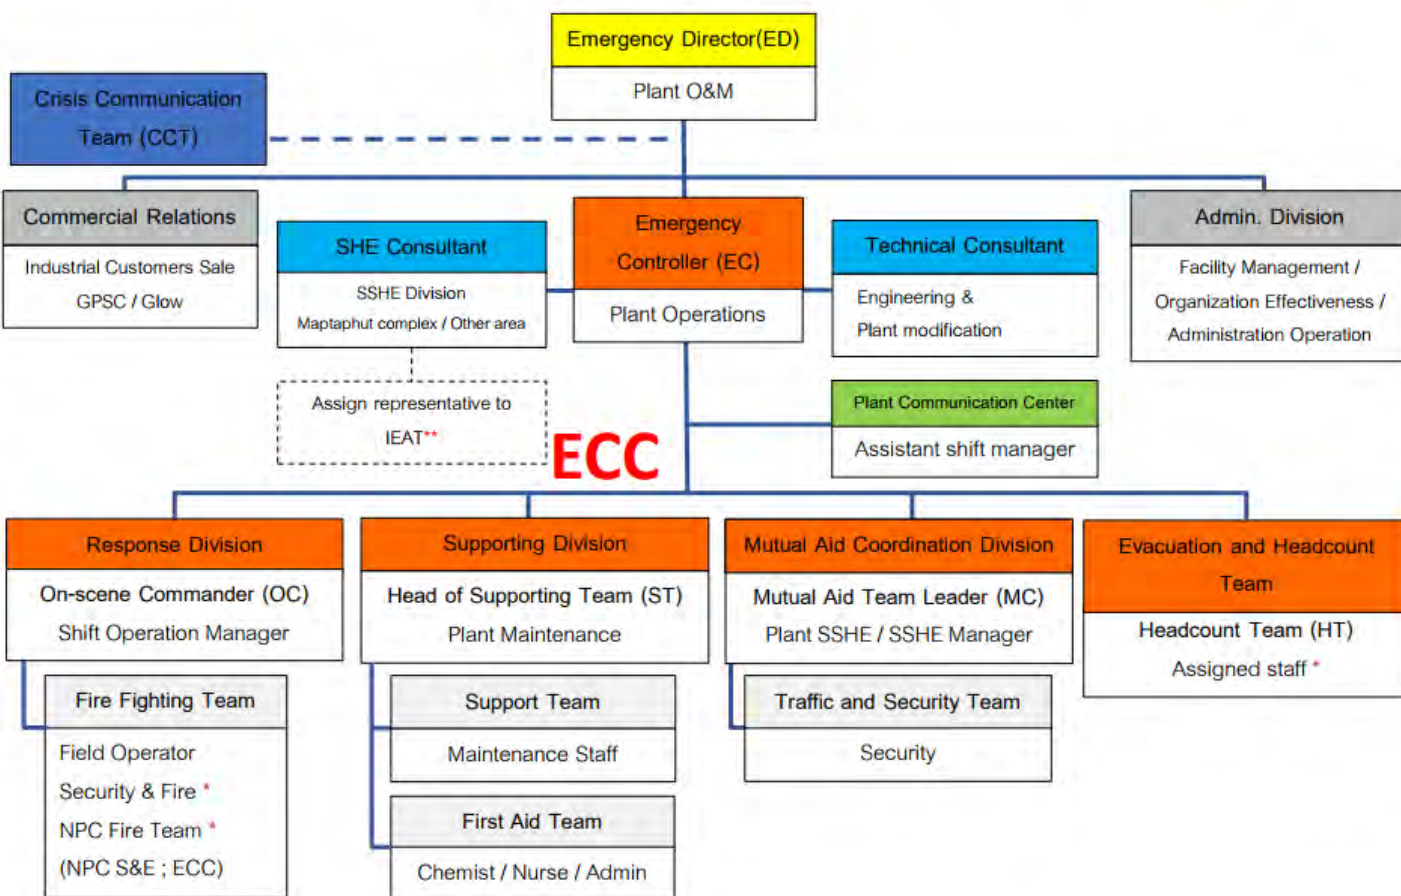 Emergency Director(ED)
Plant O&M
Crisis Communication
Team (CCT)
Commercial Relations
Industrial Customers Sale
GPSC / Glow
SHE Consultant
SSHE Division
Maptaphut complex / Other area
Assign representative to
IEAT**
Emergency
Controller (EC)
Plant Operations
Technical Consultant
Engineering &
Plant modification
Admin. Division
Facility Management /
Organization Effectiveness /
Administration Operation
Plant Communication Center
Assistant shift manager
ECC
Response Division
On-scene Commander (OC)
Shift Operation Manager
Fire Fighting Team
Field Operator
Security & Fire *
NPC Fire Team *
(NPC S&E ; ECC)
Supporting Division
Head of Supporting Team (ST)
Plant Maintenance
Support Team
Maintenance Staff
First Aid Team
Chemist / Nurse / Admin
Mutual Aid Coordination Division
Mutual Aid Team Leader (MC)
Plant SSHE / SSHE Manager
Traffic and Security Team
Security
Evacuation and Headcount
Team
Headcount Team (HT)
Assigned staff *